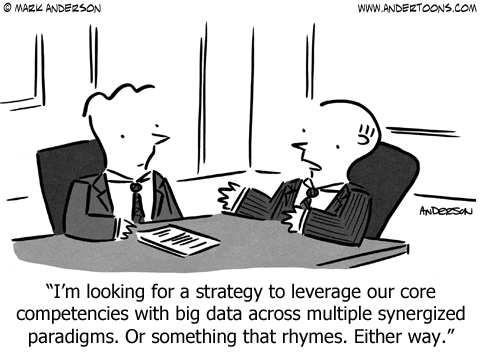 © MARK ANDERSON
WWW.ANDERTOONS.COM
ANDERSON
“I’m looking for a strategy to leverage our core
competencies with big data across multiple synergized
paradigms. Or something that rhymes. Either way.”